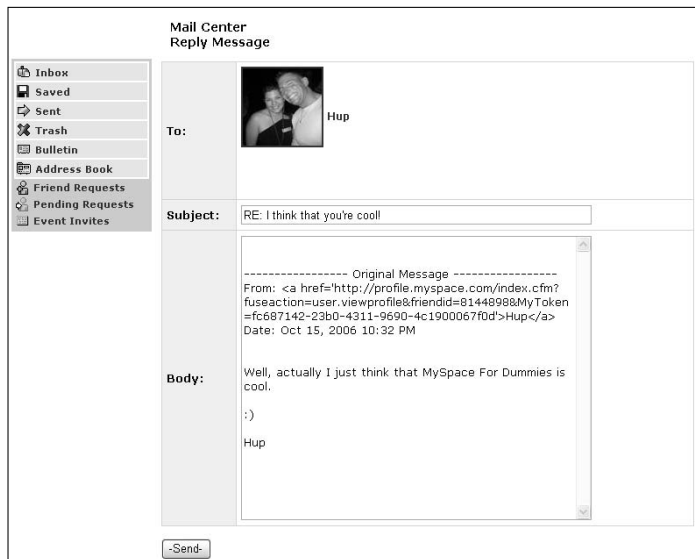 Mail Center
Reply Message
Inbox
Saved
Sent
Trash
Bulletin
Address Book
Friend Requests
Pending Requests
Event Invites
To:
Hup
Subject:
RE: I think that you're cool!
Body:
----------------- Original Message -----------------
From: <a href='http://profile.myspace.com/index.cfm?
fuseaction=user.viewprofile&friendid=8144898&MyToken
=fc687142-23b0-4311-9690-4c1900067f0d'>Hup</a>
Date: Oct 15, 2006 10:32 PM
Well, actually I just think that MySpace For Dummies is
cool.
:)
Hup
-Send-